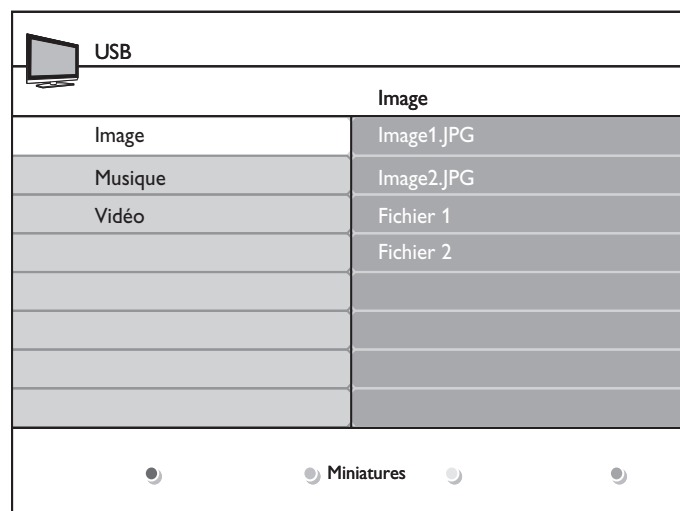 USB
Image
Image
Image1.JPG
Musique
Image2.JPG
Vidéo
Fichier 1
Fichier 2
Miniatures